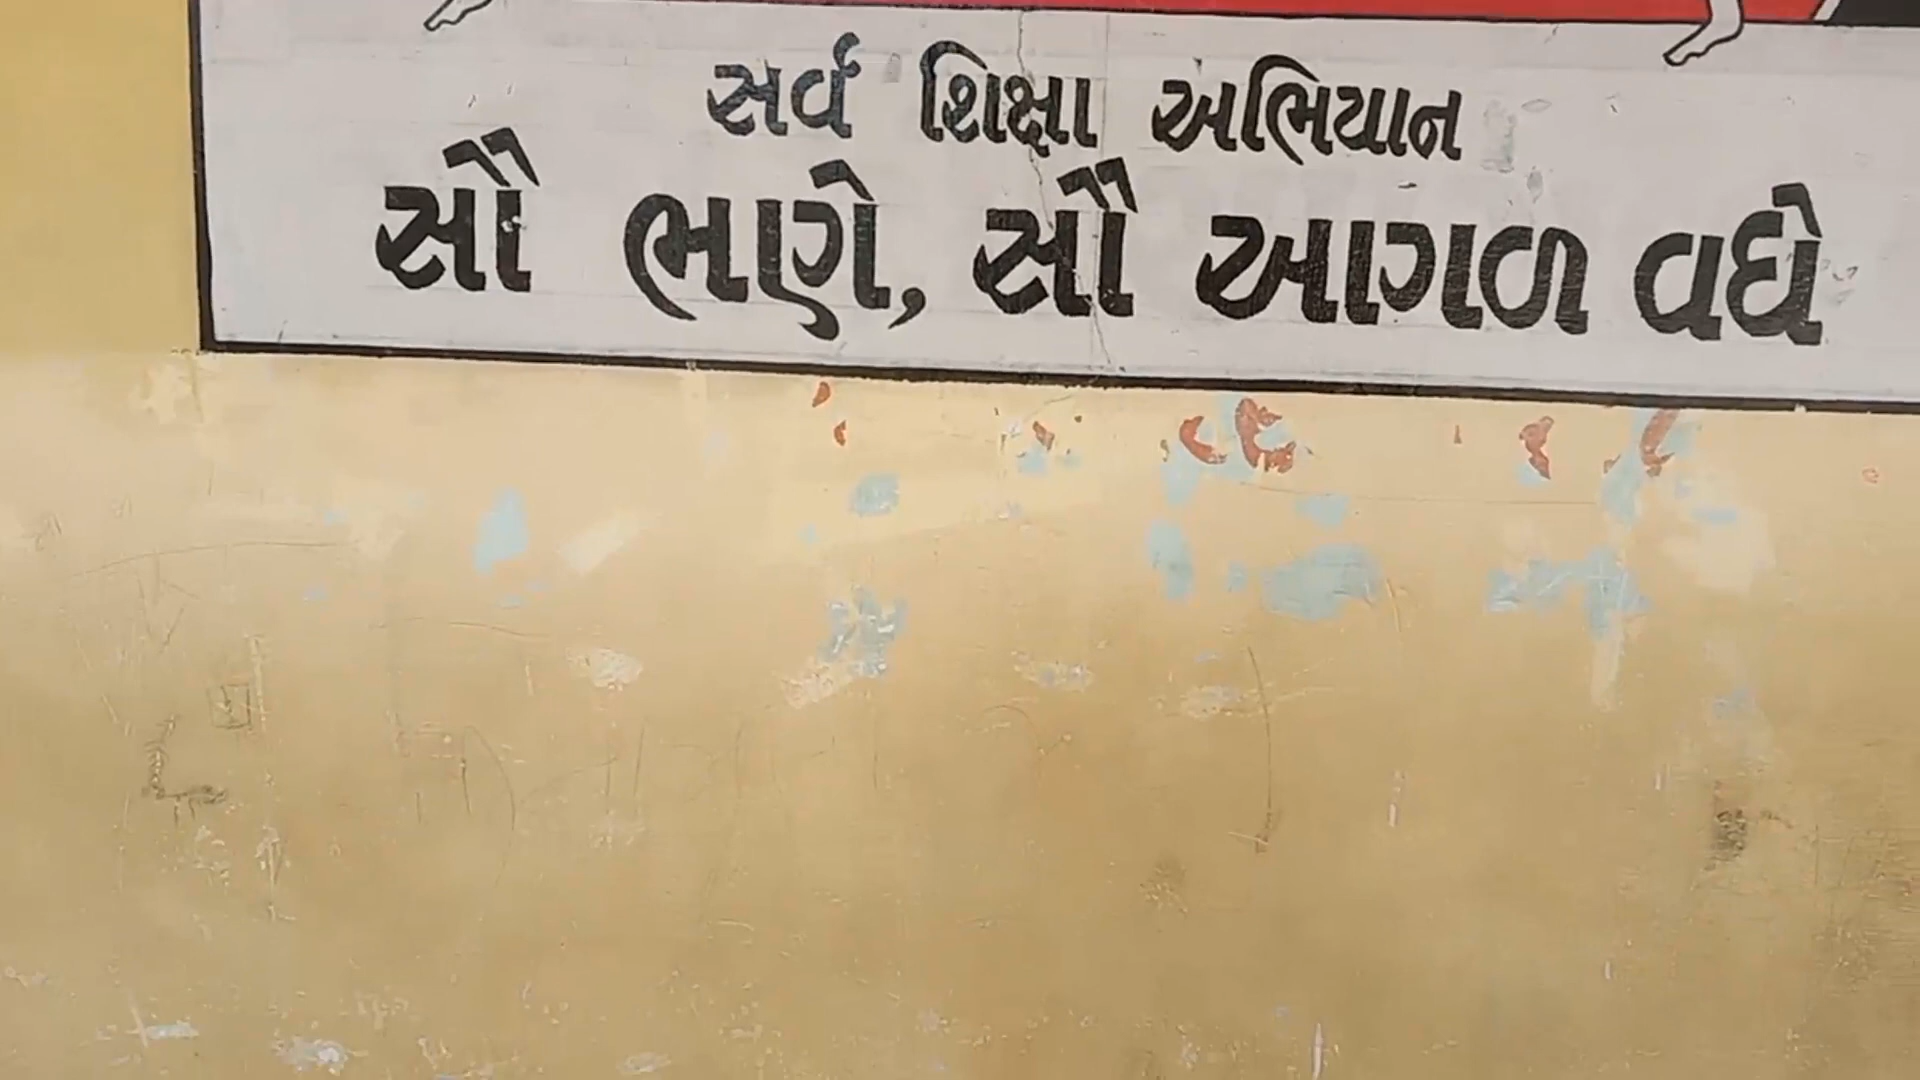 સર્વ શિક્ષા અભિયાન
સૌ ભણે, સૌ આગળ વધે